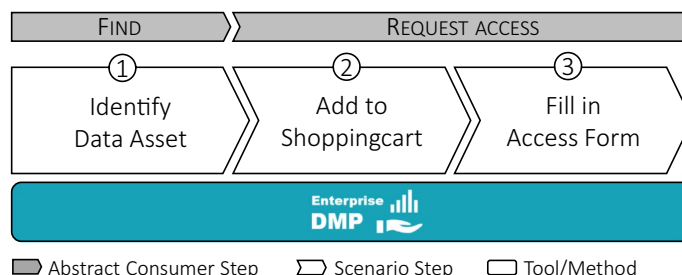 FIND
REQUEST ACCESS
1
2
3
Identify
Data Asset
Add to
Shoppingcart
Fill in
Access Form
Enterprise
DMP
Abstract Consumer Step
Scenario Step
Tool/Method